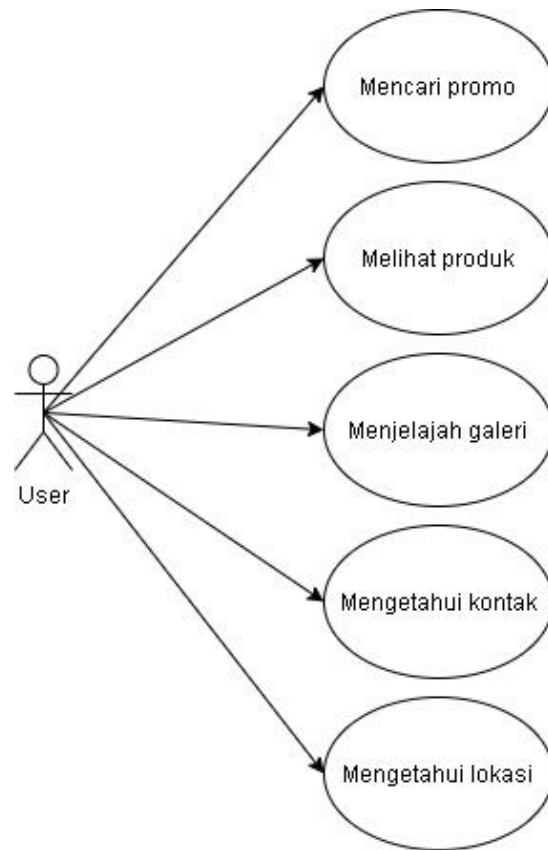 Mencari promo
Melihat produk
Menjelajah galeri
User
Mengetahui kontak
Mengetahui lokasi